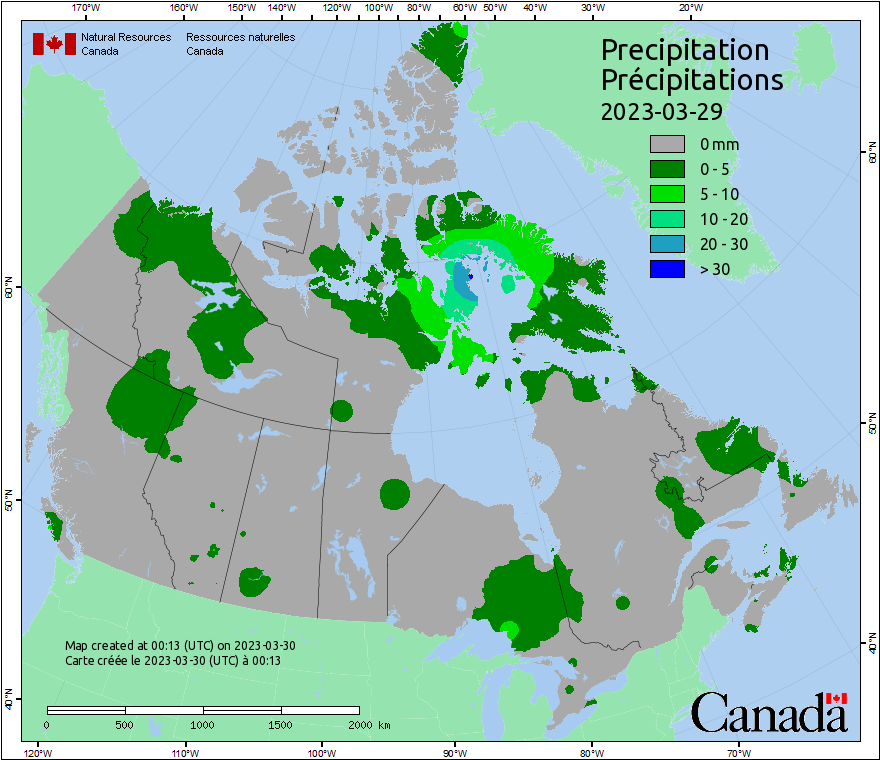 170°W 160°W 150°W 140°W 120°W 100°W 80°W 60°W 50°W 40°W 30°W 20°W
Natural Resources
Canada
Ressources naturelles
Canada
Precipitation
Précipitations
2023-03-29
0 mm
0 - 5
5 - 10
10 - 20
20 - 30
> 30
60°N
50°N
40°N
60°N
50°N
40°N
Map created at 00:13 (UTC) on 2023-03-30
Carte créée le 2023-03-30 (UTC) à 00:13
0 500 1000 1500 2000 km
Canada
120°W 110°W 100°W 90°W 80°W 70°W